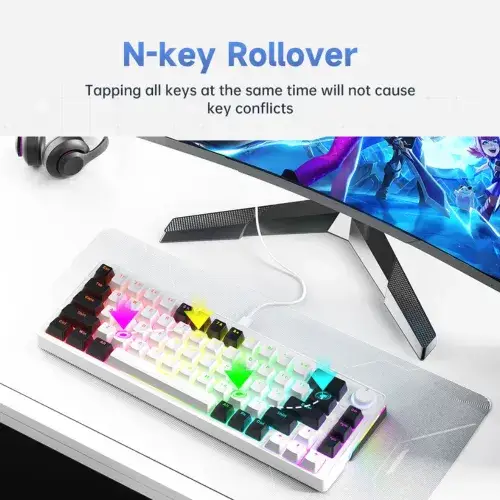 N-key Rollover
Tapping all keys at the same time will not cause
key conflicts